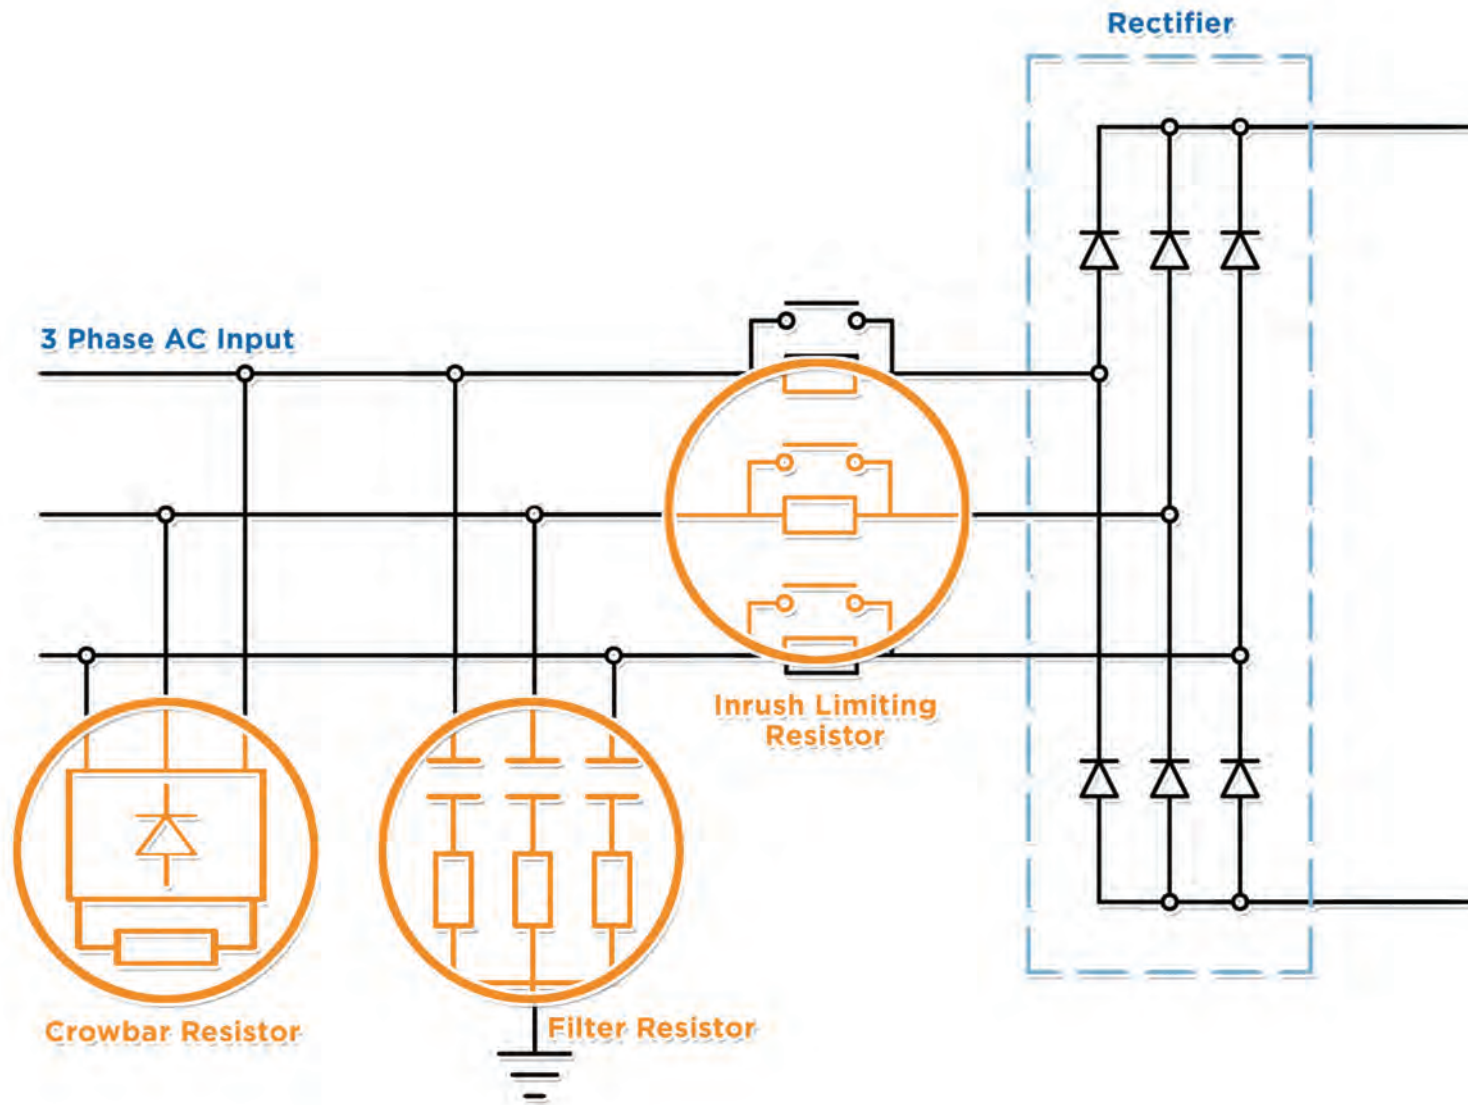 Rectifier
3 Phase AC Input
Inrush Limiting
Resistor
Crowbar Resistor
Filter Resistor